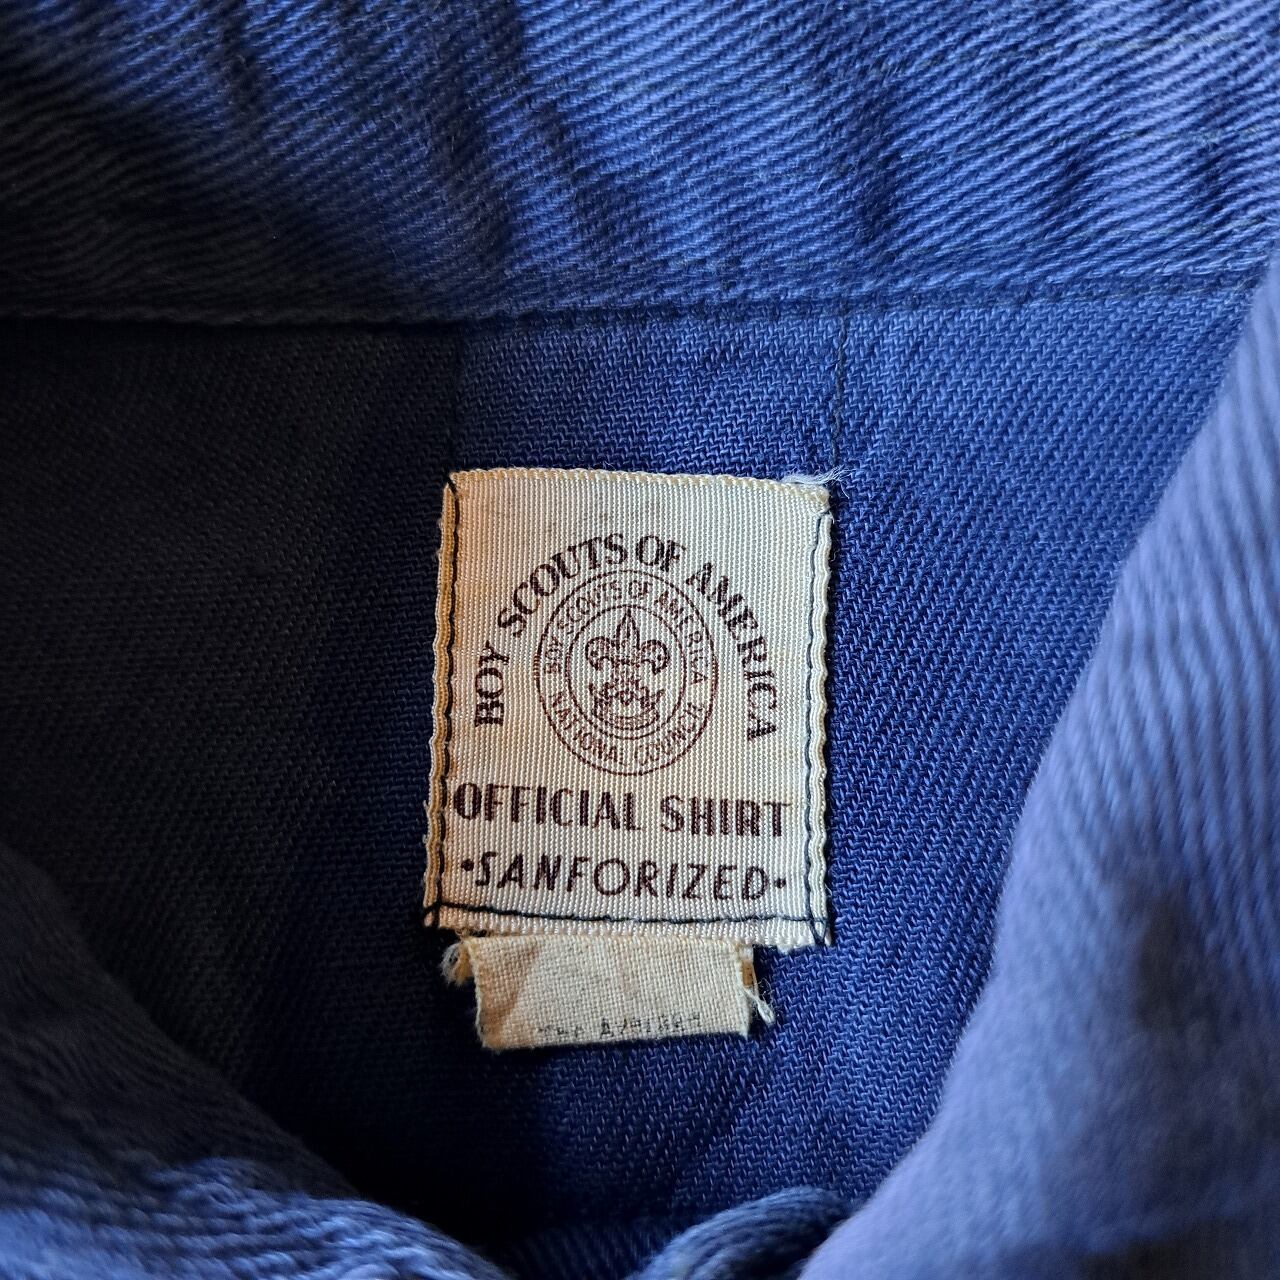 BOY SCOUTS OF AMERICA
BOY SCOUTS OF AMERICA
NATIONAL COUNCIL
OFFICIAL SHIRT
•SANFORIZED•